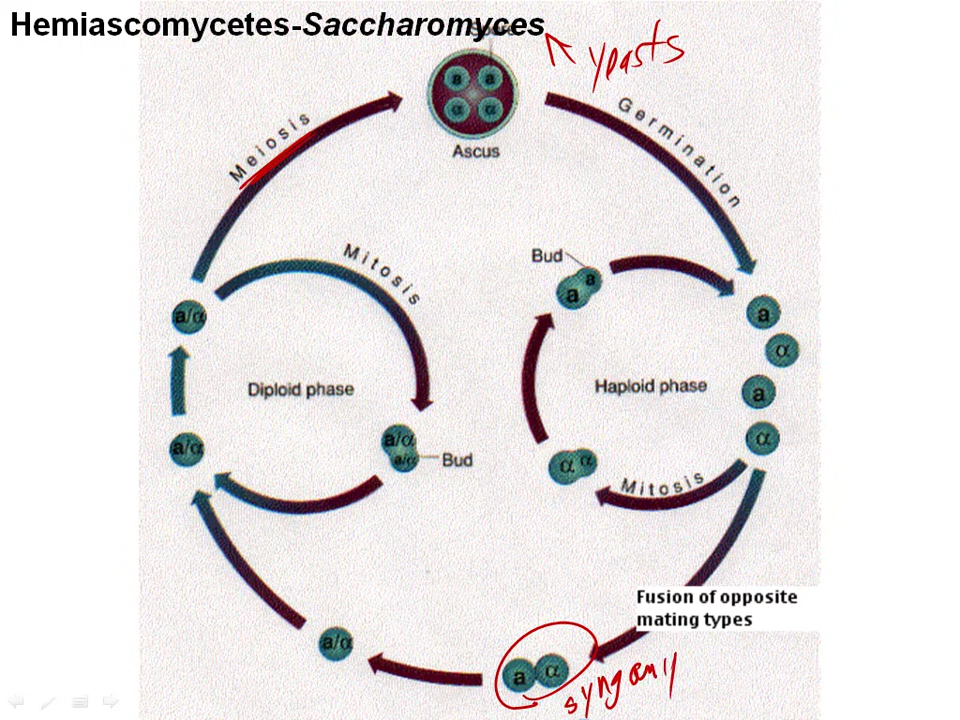 Hemiascomycetes-Saccharomyces
yeasts
a a
α α
Ascus
Meiosis
Germination
Mitosis
Bud
a
a
a/α
a
α
Diploid phase
Haploid phase
a
α
a/α
a/α
a/α
Bud
α α
Mitosis
Fusion of opposite
mating types
a/α
a α
syngamy